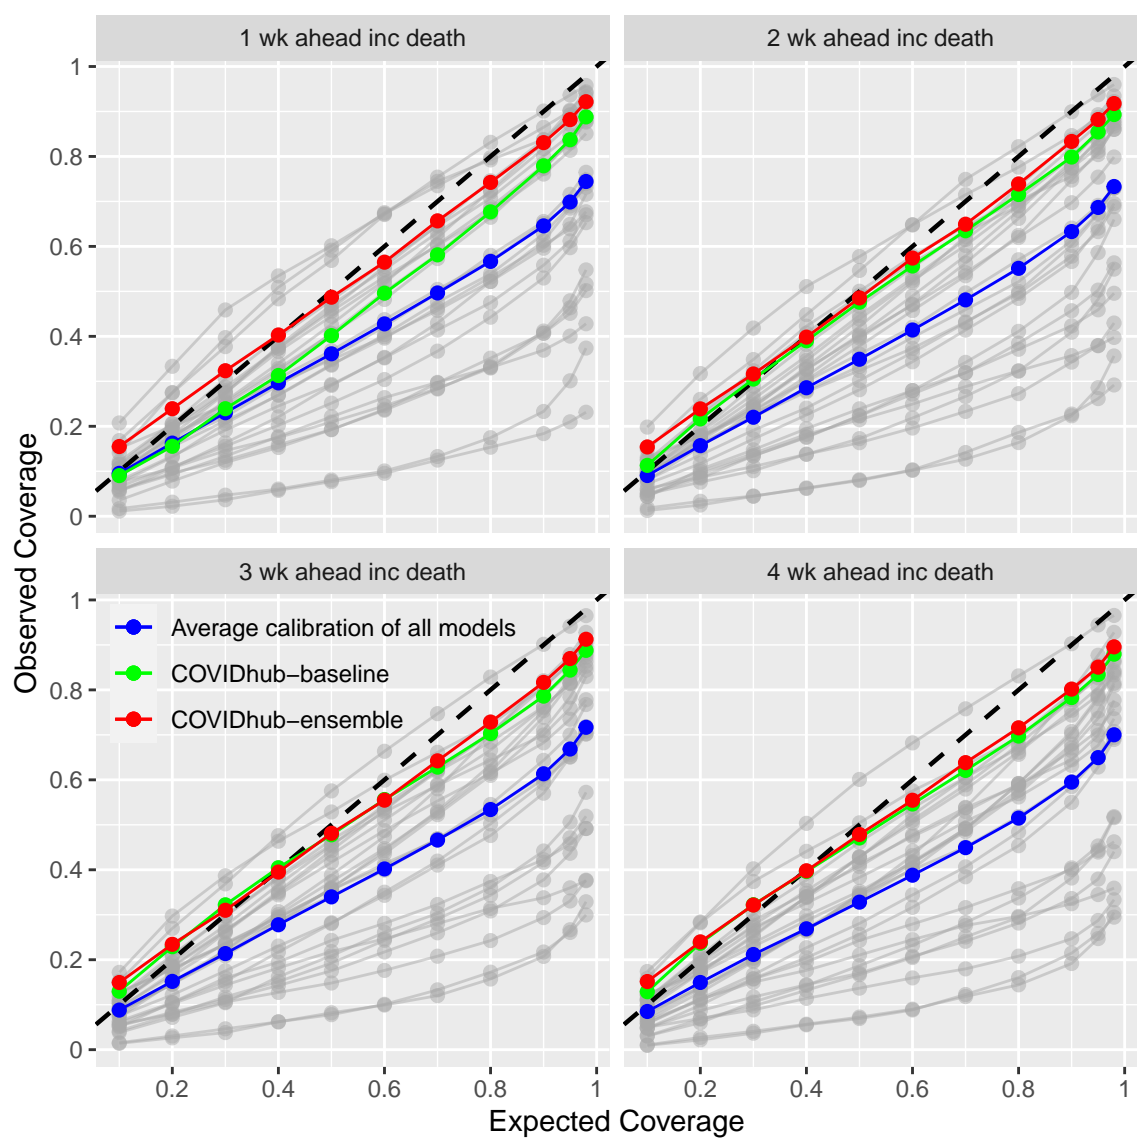 1 wk ahead inc death
2 wk ahead inc death
1
0.8
0.6
0.4
0.2
0
3 wk ahead inc death
4 wk ahead inc death
1
0.8
0.6
0.4
0.2
0
Average calibration of all models
COVIDhub−baseline
COVIDhub−ensemble
0.2 0.4 0.6 0.8 1
0.2 0.4 0.6 0.8 1
Expected Coverage
Observed Coverage